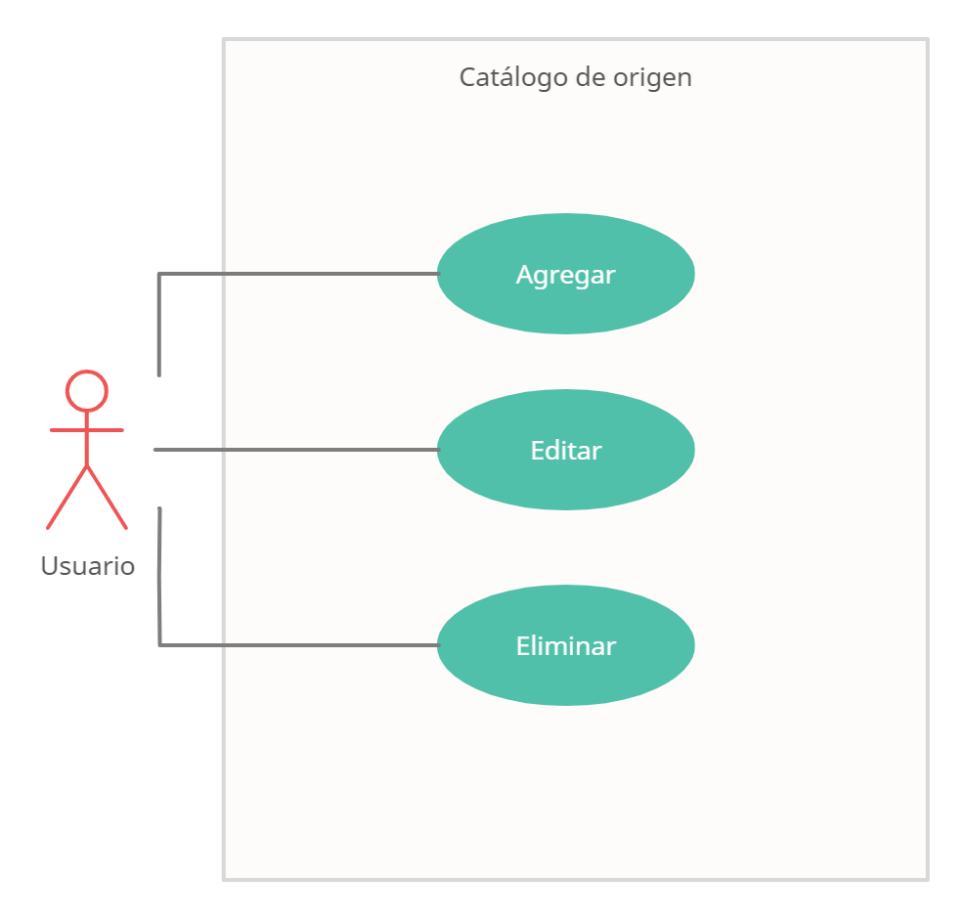 Catálogo de origen
Agregar
Editar
Eliminar
Usuario